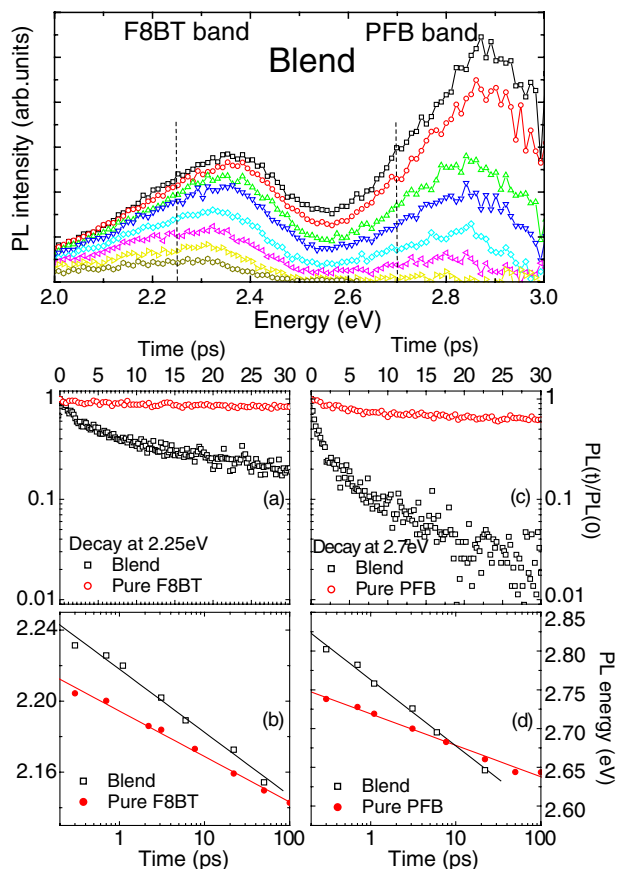 F8BT band
PFB band
Blend
PL intensity (arb.units)
2.0 2.2 2.4 2.6 2.8 3.0
Energy (eV)
Time (ps)
Time (ps)
0 5 10 15 20 25 30
0 5 10 15 20 25 30
1
0.1
0.01
(a)
Decay at 2.25eV
Blend
Pure F8BT
(c)
Decay at 2.7eV
Blend
Pure PFB
1
0.1
0.01
PL(t)/PL(0)
2.24
2.20
2.16
(b)
Blend
Pure F8BT
1 10 100
Time (ps)
(d)
Blend
Pure PFB
1 10 100
Time (ps)
2.85
2.80
2.75
2.70
2.65
2.60
PL energy (eV)